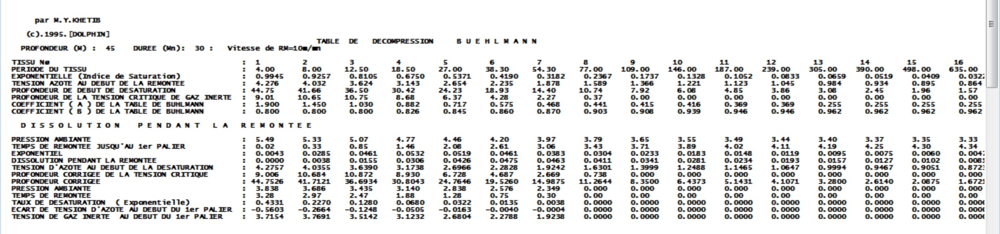 par M.Y.KHETIB
(c).1995.[DOLPHIN]
TABLE DE DECOMPRESSION B U E H L M A N N
PROFONDEUR (M) : 45 DUREE (Mn): 30 : Vitesse de RM=10m/mn
TISSU Nø : 1 2 3 4 5 6 7 8 9 10 11 12 13 14 15 16
PERIODE DU TISSU : 4.00 8.00 12.50 18.50 27.00 38.30 54.30 77.00 109.00 146.00 187.00 239.00 305.00 390.00 498.00 635.00
EXPONENTIELLE (Indice de Saturation) : 0.9945 0.9257 0.8105 0.6750 0.5371 0.4190 0.3182 0.2367 0.1737 0.1328 0.1052 0.0833 0.0659 0.0519 0.0409 0.0322
TENSION AZOTE AU DEBUT DE LA REMONTEE : 4.276 4.032 3.624 3.143 2.654 2.235 1.878 1.589 1.366 1.221 1.123 1.045 0.984 0.934 0.895 0.864
PROFONDEUR DE DEBUT DE DESATURATION : 44.75 41.66 36.50 30.42 24.23 18.93 14.40 10.74 7.92 6.08 4.85 3.86 3.08 2.45 1.96 1.57
PROFONDEUR DE LA TENSION CRITIQUE DE GAZ INERTE : 9.01 10.65 10.75 8.68 6.37 4.28 2.27 0.37 0.00 0.00 0.00 0.00 0.00 0.00 0.00 0.00
COEFFICIENT ( A ) DE LA TABLE DE BUHLMANN : 1.900 1.450 1.030 0.882 0.717 0.575 0.468 0.441 0.415 0.416 0.369 0.369 0.255 0.255 0.255 0.255
COEFFICIENT ( B ) DE LA TABLE DE BUHLMANN : 0.800 0.800 0.800 0.826 0.845 0.860 0.870 0.903 0.908 0.939 0.946 0.946 0.962 0.962 0.962 0.962
D I S S O L U T I O N P E N D A N T L A R E M O N T E E
PRESSION AMBIANTE : 5.49 5.33 5.07 4.77 4.46 4.20 3.97 3.79 3.65 3.55 3.49 3.44 3.40 3.37 3.35 3.33
TEMPS DE REMONTEE JUSQU'AU 1er PALIER : 0.02 0.33 0.85 1.46 2.08 2.61 3.06 3.43 3.71 3.89 4.02 4.11 4.19 4.25 4.30 4.34
EXPONENTIEL : 0.0043 0.0285 0.0461 0.0532 0.0519 0.0461 0.0383 0.0304 0.0233 0.0183 0.0148 0.0119 0.0095 0.0075 0.0060 0.0047
DISSOLUTION PENDANT LA REMONTEE : 0.0000 0.0038 0.0155 0.0306 0.0426 0.0475 0.0463 0.0411 0.0341 0.0281 0.0234 0.0193 0.0157 0.0127 0.0102 0.0081
TENSION D'AZOTE AU DEBUT DE LA DESATURATION : 4.2757 4.0355 3.6390 3.1738 2.6966 2.2828 1.9242 1.6301 1.3999 1.2488 1.1465 1.0647 0.9994 0.9467 0.9051 0.872
PROFONDEUR CORRIGEE DE LA TENSION CRITIQUE : 9.006 10.684 10.872 8.930 6.728 4.687 2.669 0.738 0.000 0.000 0.000 0.000 0.000 0.000 0.000 0.000
PROFONDEUR CORRIGEE : 44.7526 41.7121 36.6934 30.8043 24.7646 19.5260 14.9875 11.2644 8.3500 6.4373 5.1431 4.1071 3.2800 2.6140 2.0875 1.6721
PRESSION AMBIANTE : 3.838 3.686 3.435 3.140 2.838 2.576 2.349 0.000 0.000 0.000 0.000 0.000 0.000 0.000 0.000 0.000
TEMPS DE REMONTEE : 3.28 2.97 2.47 1.88 1.28 0.75 0.30 0.00 0.00 0.00 0.00 0.00 0.00 0.00 0.00 0.00
TAUX DE DESATURATION ( Exponentielle) : 0.4331 0.2270 0.1280 0.0680 0.0322 0.0135 0.0038 0.0000 0.0000 0.0000 0.0000 0.0000 0.0000 0.0000 0.0000 0.0000
ECART DE TENSION D'AZOTE AU DEBUT DU 1er PALIER : -0.5603 -0.2664 -0.1248 -0.0505 -0.0163 -0.0040 -0.0004 0.0000 0.0000 0.0000 0.0000 0.0000 0.0000 0.0000 0.0000 0.0000
TENSION DE GAZ INERTE AU DEBUT DU 1er PALIER : 3.7154 3.7691 3.5142 3.1232 2.6804 2.2788 1.9238 0.0000 0.0000 0.0000 0.0000 0.0000 0.0000 0.0000 0.0000 0.0000